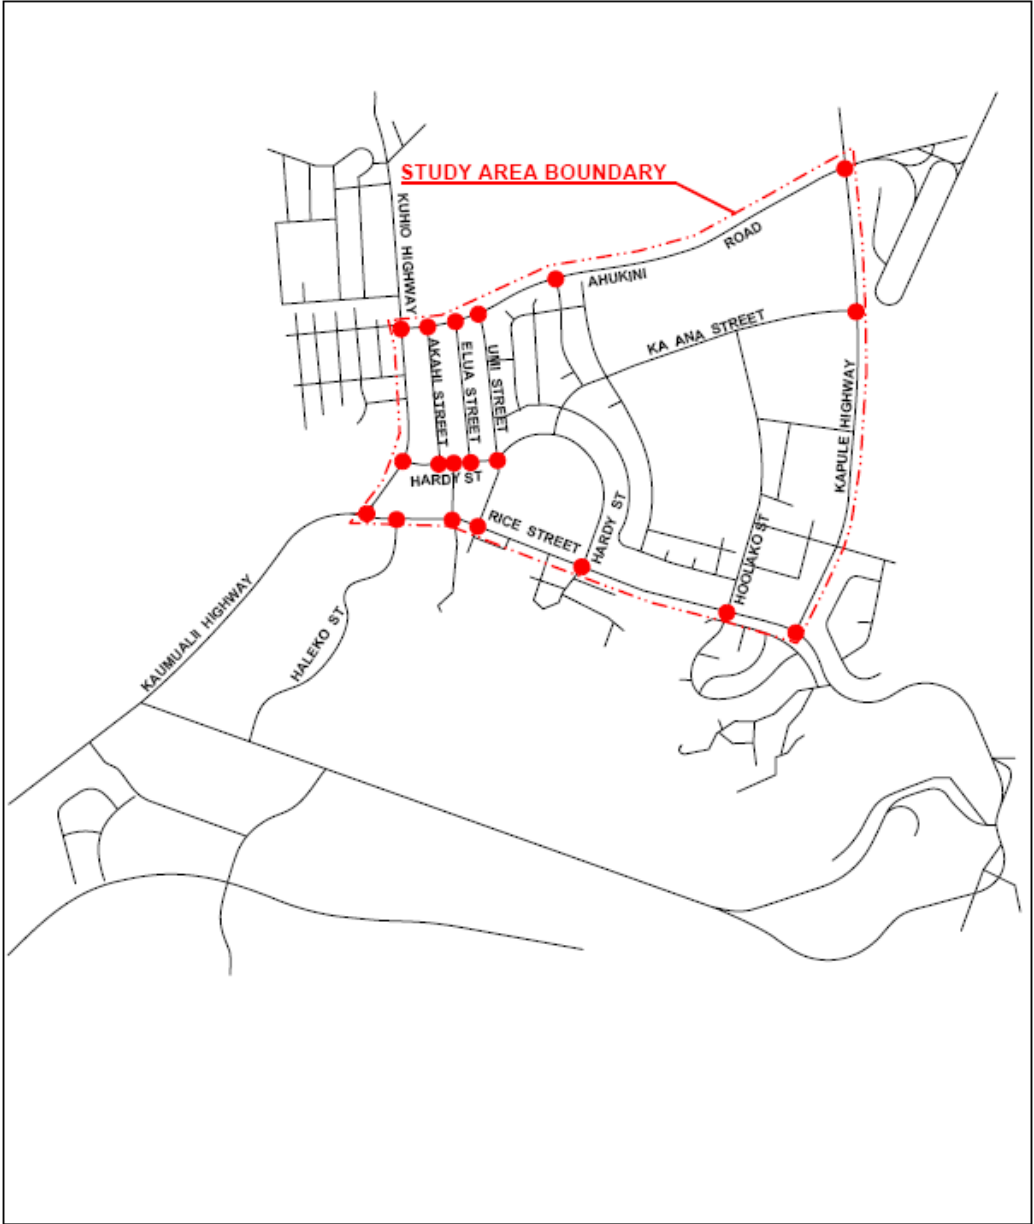 STUDY AREA BOUNDARY
KUHIO HIGHWAY
ROAD
AHUKINI
KA ANA STREET
AKAHI STREET
ELUA STREET
UMI STREET
KAPULE HIGHWAY
HARDY ST
RICE STREET
HARDY ST
HOOLAKO ST
KAUMUALII HIGHWAY
HALEKO ST